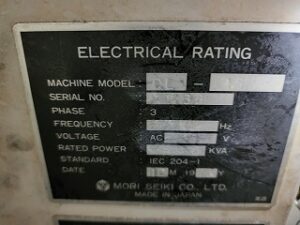 ELECTRICAL RATING
MACHINE MODEL
SERIAL NO.
PHASE 3
FREQUENCY Hz
VOLTAGE AC V
RATED POWER KVA
STANDARD IEC 204-1
DATE M 19 Y
MORI SEIKI CO., LTD.
MADE IN JAPAN